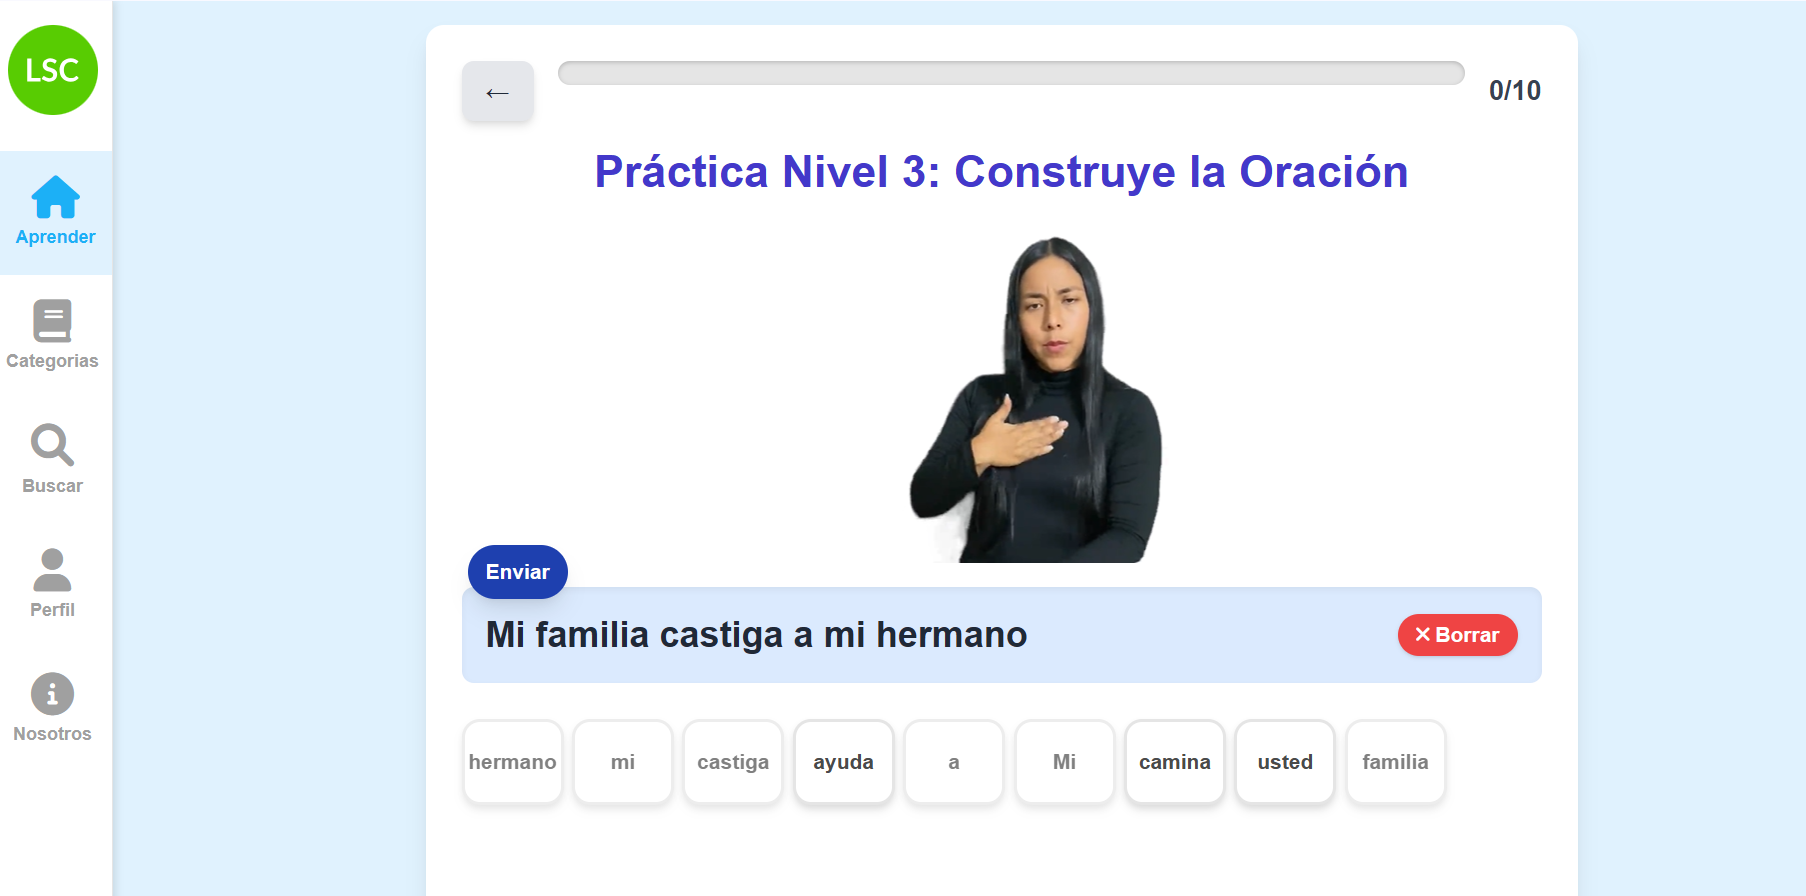 LSC
Aprender
Categorias
Buscar
Perfil
Nosotros
←
0/10
Práctica Nivel 3: Construye la Oración
Enviar
Mi familia castiga a mi hermano
✕ Borrar
hermano mi castiga ayuda a Mi camina usted familia